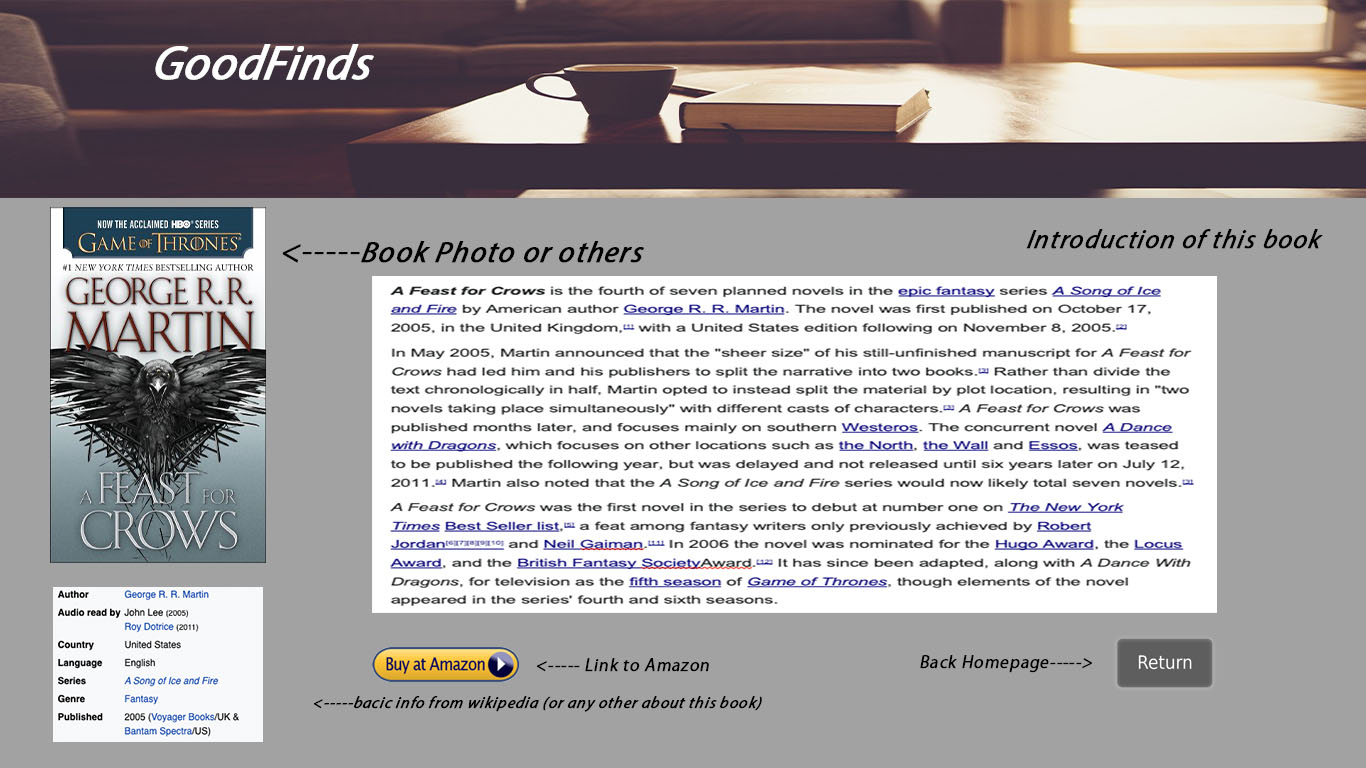 GoodFinds
NOW THE ACCLAIMED HBO® SERIES
GAME OF THRONES®
#1 NEW YORK TIMES BESTSELLING AUTHOR
GEORGE R. R.
MARTIN
A FEAST FOR
CROWS
<-----Book Photo or others
Introduction of this book
A Feast for Crows is the fourth of seven planned novels in the epic fantasy series A Song of Ice
and Fire by American author George R. R. Martin. The novel was first published on October 17,
2005, in the United Kingdom,[1] with a United States edition following on November 8, 2005.[2]
In May 2005, Martin announced that the "sheer size" of his still-unfinished manuscript for A Feast for
Crows had led him and his publishers to split the narrative into two books.[3] Rather than divide the
text chronologically in half, Martin opted to instead split the material by plot location, resulting in "two
novels taking place simultaneously" with different casts of characters.[3] A Feast for Crows was
published months later, and focuses mainly on southern Westeros. The concurrent novel A Dance
with Dragons, which focuses on other locations such as the North, the Wall and Essos, was teased
to be published the following year, but was delayed and not released until six years later on July 12,
2011.[4] Martin also noted that the A Song of Ice and Fire series would now likely total seven novels.[3]
A Feast for Crows was the first novel in the series to debut at number one on The New York
Times Best Seller list,[5] a feat among fantasy writers only previously achieved by Robert
Jordan[6][7][8][9][10] and Neil Gaiman.[11] In 2006 the novel was nominated for the Hugo Award, the Locus
Award, and the British Fantasy SocietyAward.[12] It has since been adapted, along with A Dance With
Dragons, for television as the fifth season of Game of Thrones, though elements of the novel
appeared in the series' fourth and sixth seasons.
Author George R. R. Martin
Audio read by John Lee (2005)
Roy Dotrice (2011)
Country United States
Language English
Series A Song of Ice and Fire
Genre Fantasy
Published 2005 (Voyager Books/UK &
Bantam Spectra/US)
Buy at Amazon
<----- Link to Amazon
Back Homepage----->
Return
<-----bacic info from wikipedia (or any other about this book)